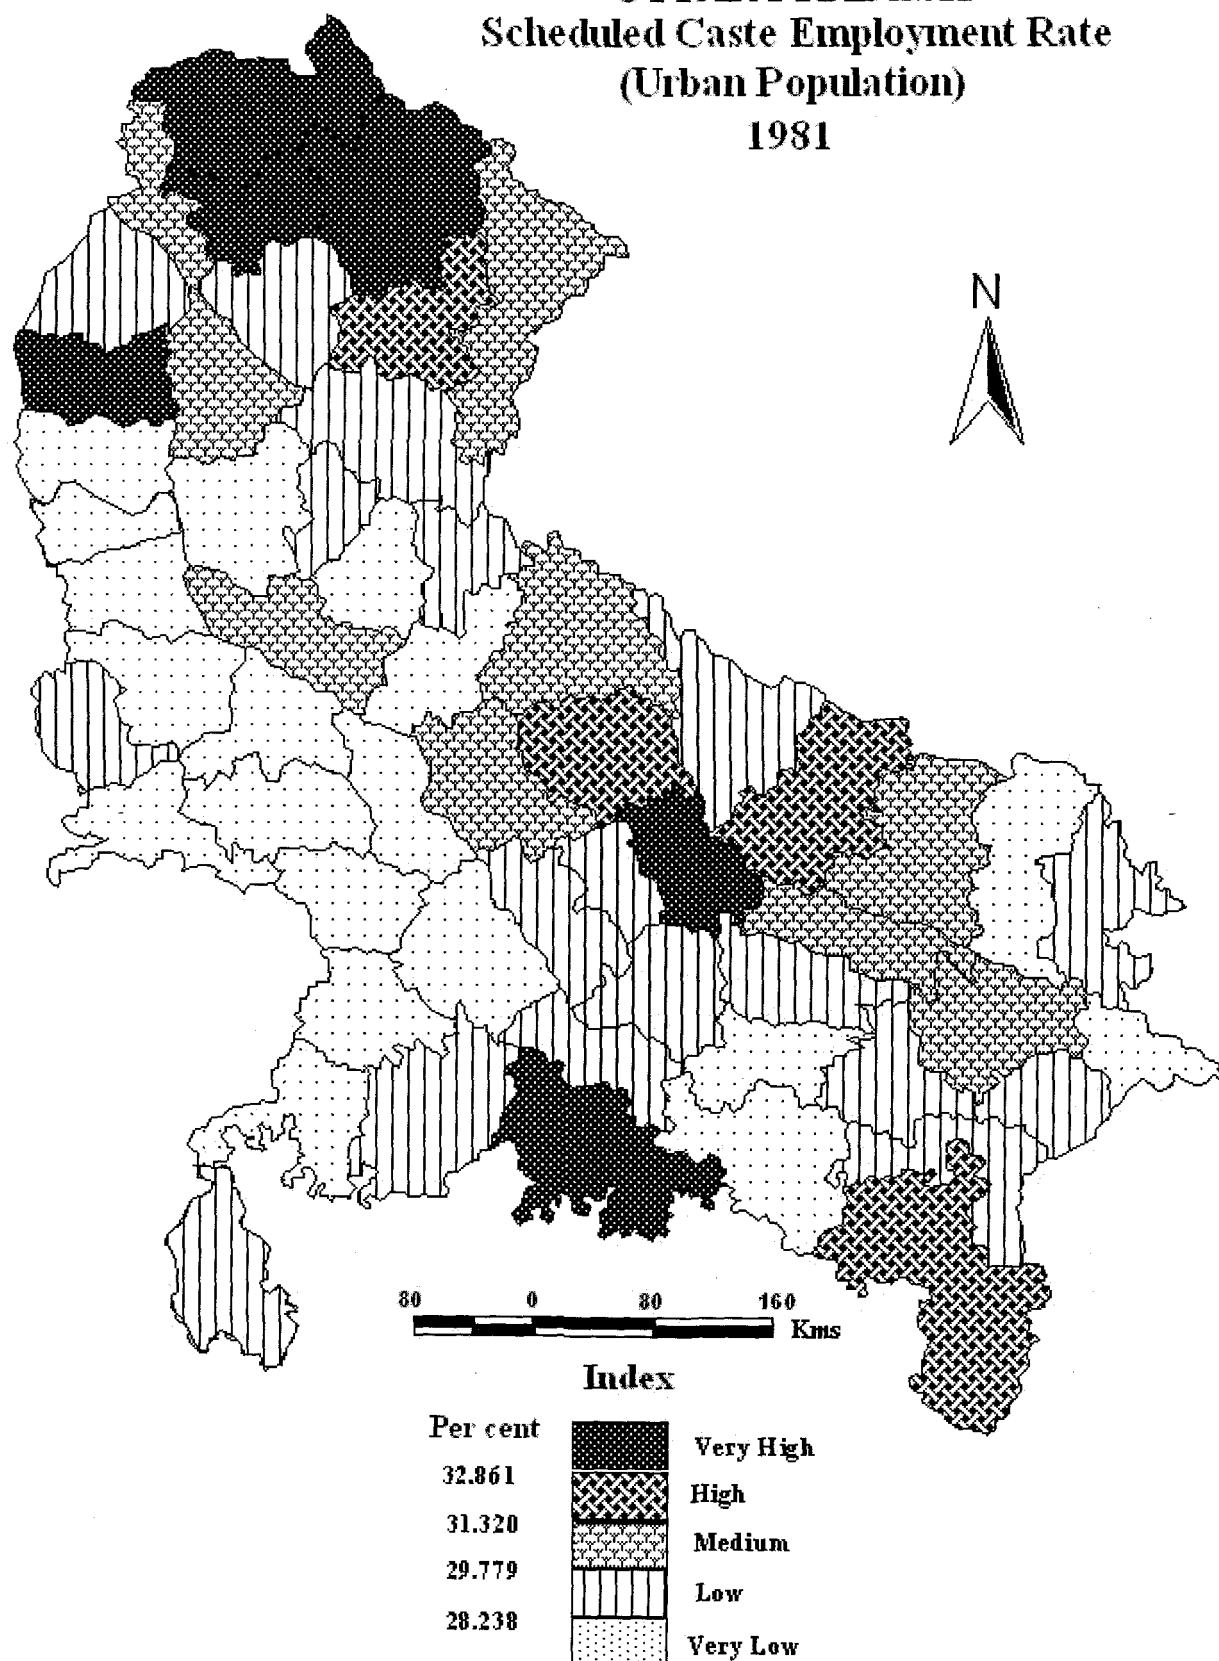 Scheduled Caste Employment Rate
(Urban Population)
1981
N
80 0 80 160
Kms
Index
Per cent
Very High
32.861
High
31.320
Medium
29.779
Low
28.238
Very Low